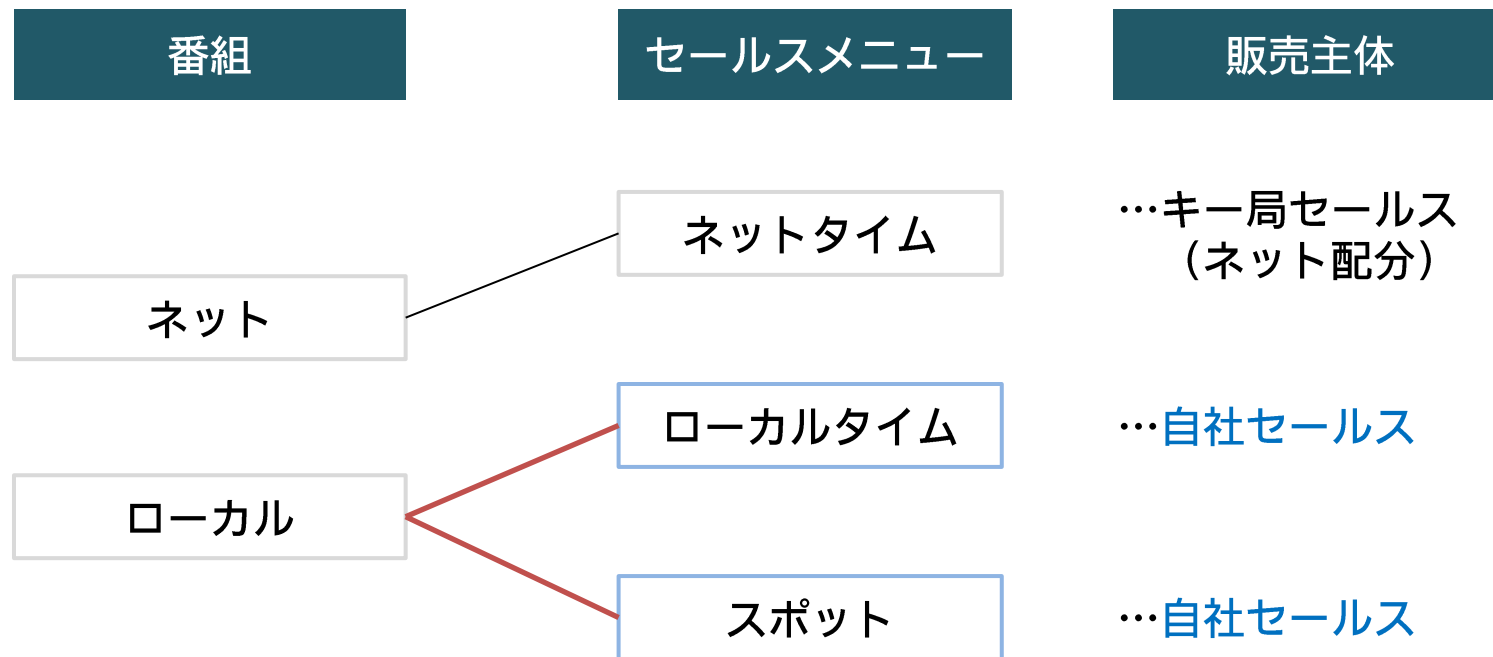 番組
セールスメニュー
販売主体
ネットタイム
…キー局セールス
（ネット配分）
ネット
ローカルタイム
…自社セールス
ローカル
スポット
…自社セールス